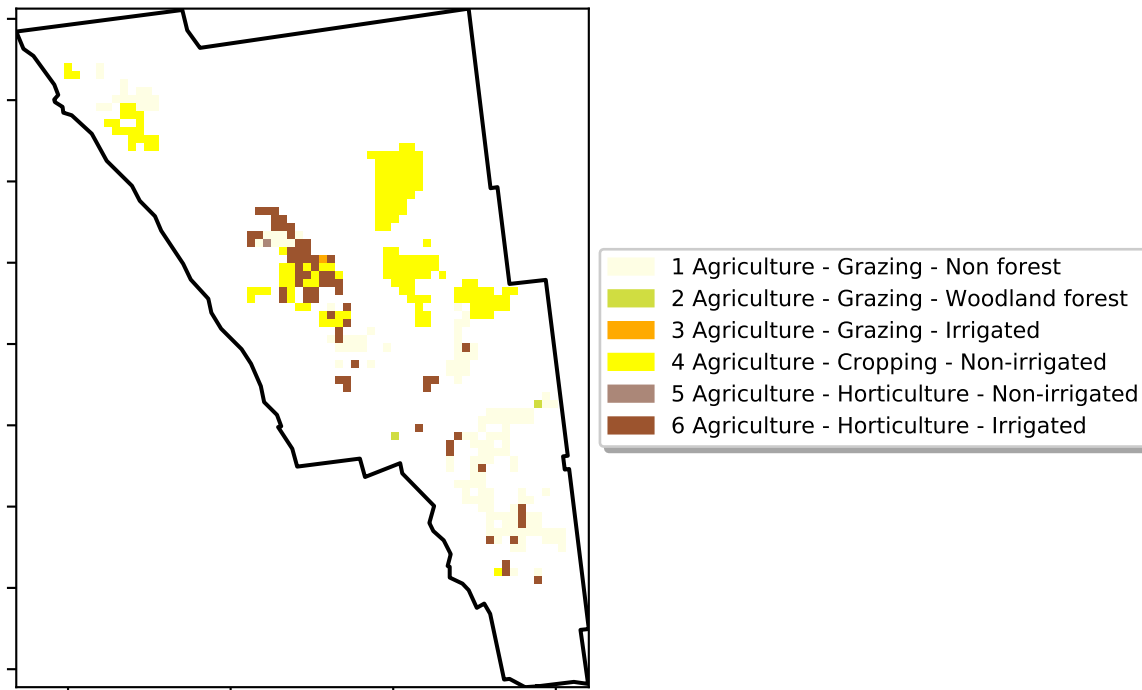 1 Agriculture - Grazing - Non forest
2 Agriculture - Grazing - Woodland forest
3 Agriculture - Grazing - Irrigated
4 Agriculture - Cropping - Non-irrigated
5 Agriculture - Horticulture - Non-irrigated
6 Agriculture - Horticulture - Irrigated